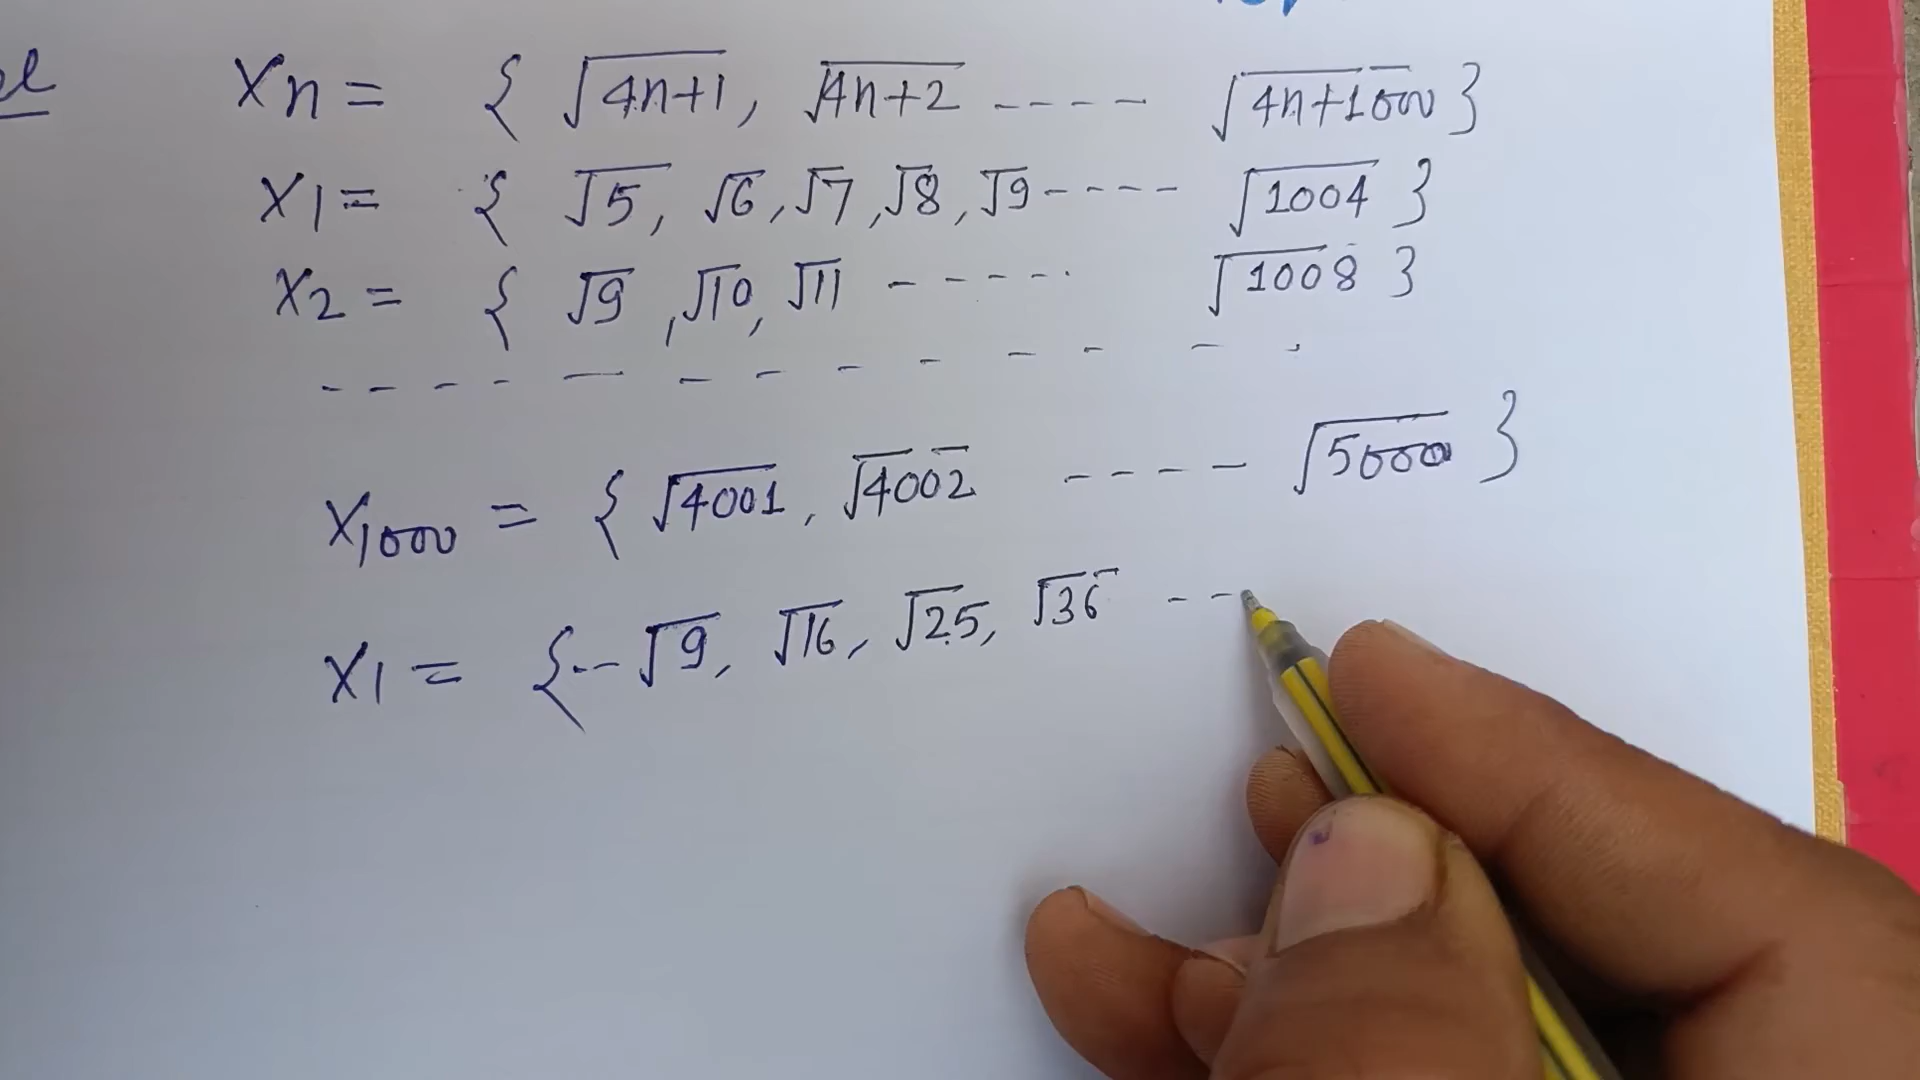 Xn = { √4n+1, √4n+2 ---- √4n+1000 }
X1 = { √5, √6, √7, √8, √9 ---- √1004 }
X2 = { √9, √10, √11 ----- √1008 }
X1000 = { √4001, √4002 ---- √5000 }
X1 = { -- √9, √16, √25, √36 --